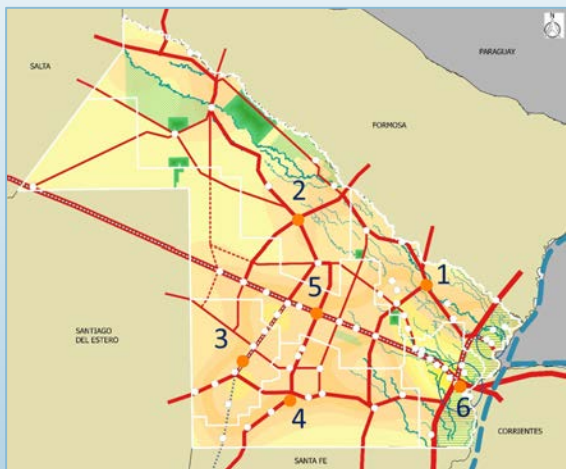 N
PARAGUAY
SALTA
FORMOSA
2
1
5
3
SANTIAGO
DEL ESTERO
6
4
CORRIENTES
SANTA FE